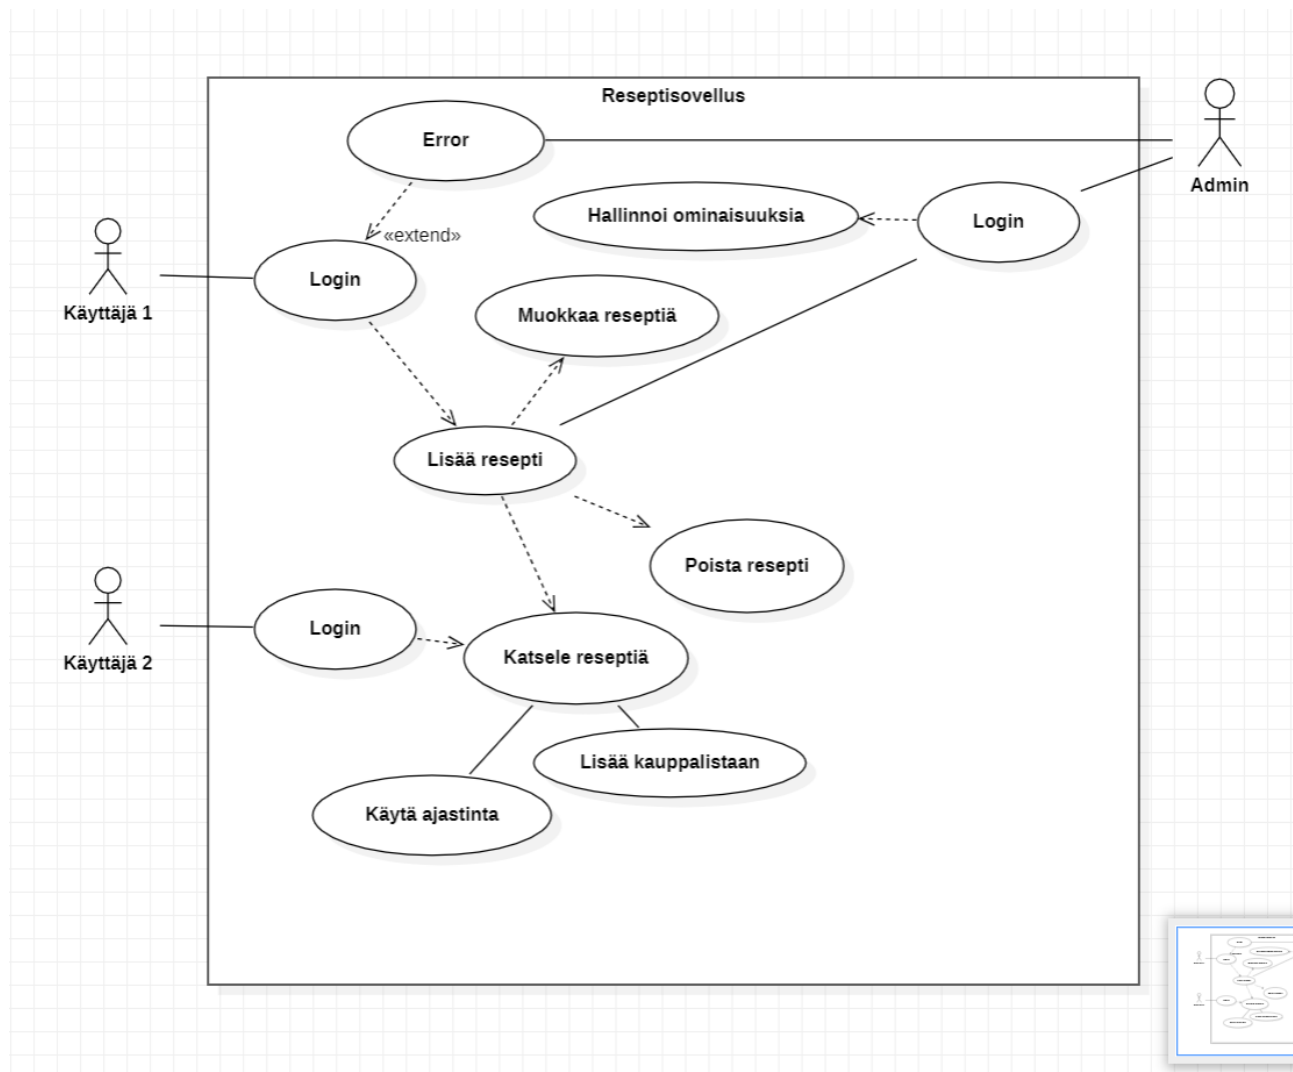 Reseptisovellus
Error
Admin
Hallinnoi ominaisuuksia
Login
«extend»
Login
Käyttäjä 1
Muokkaa reseptiä
Lisää resepti
Poista resepti
Login
Käyttäjä 2
Katsele reseptiä
Lisää kauppalistaan
Käytä ajastinta